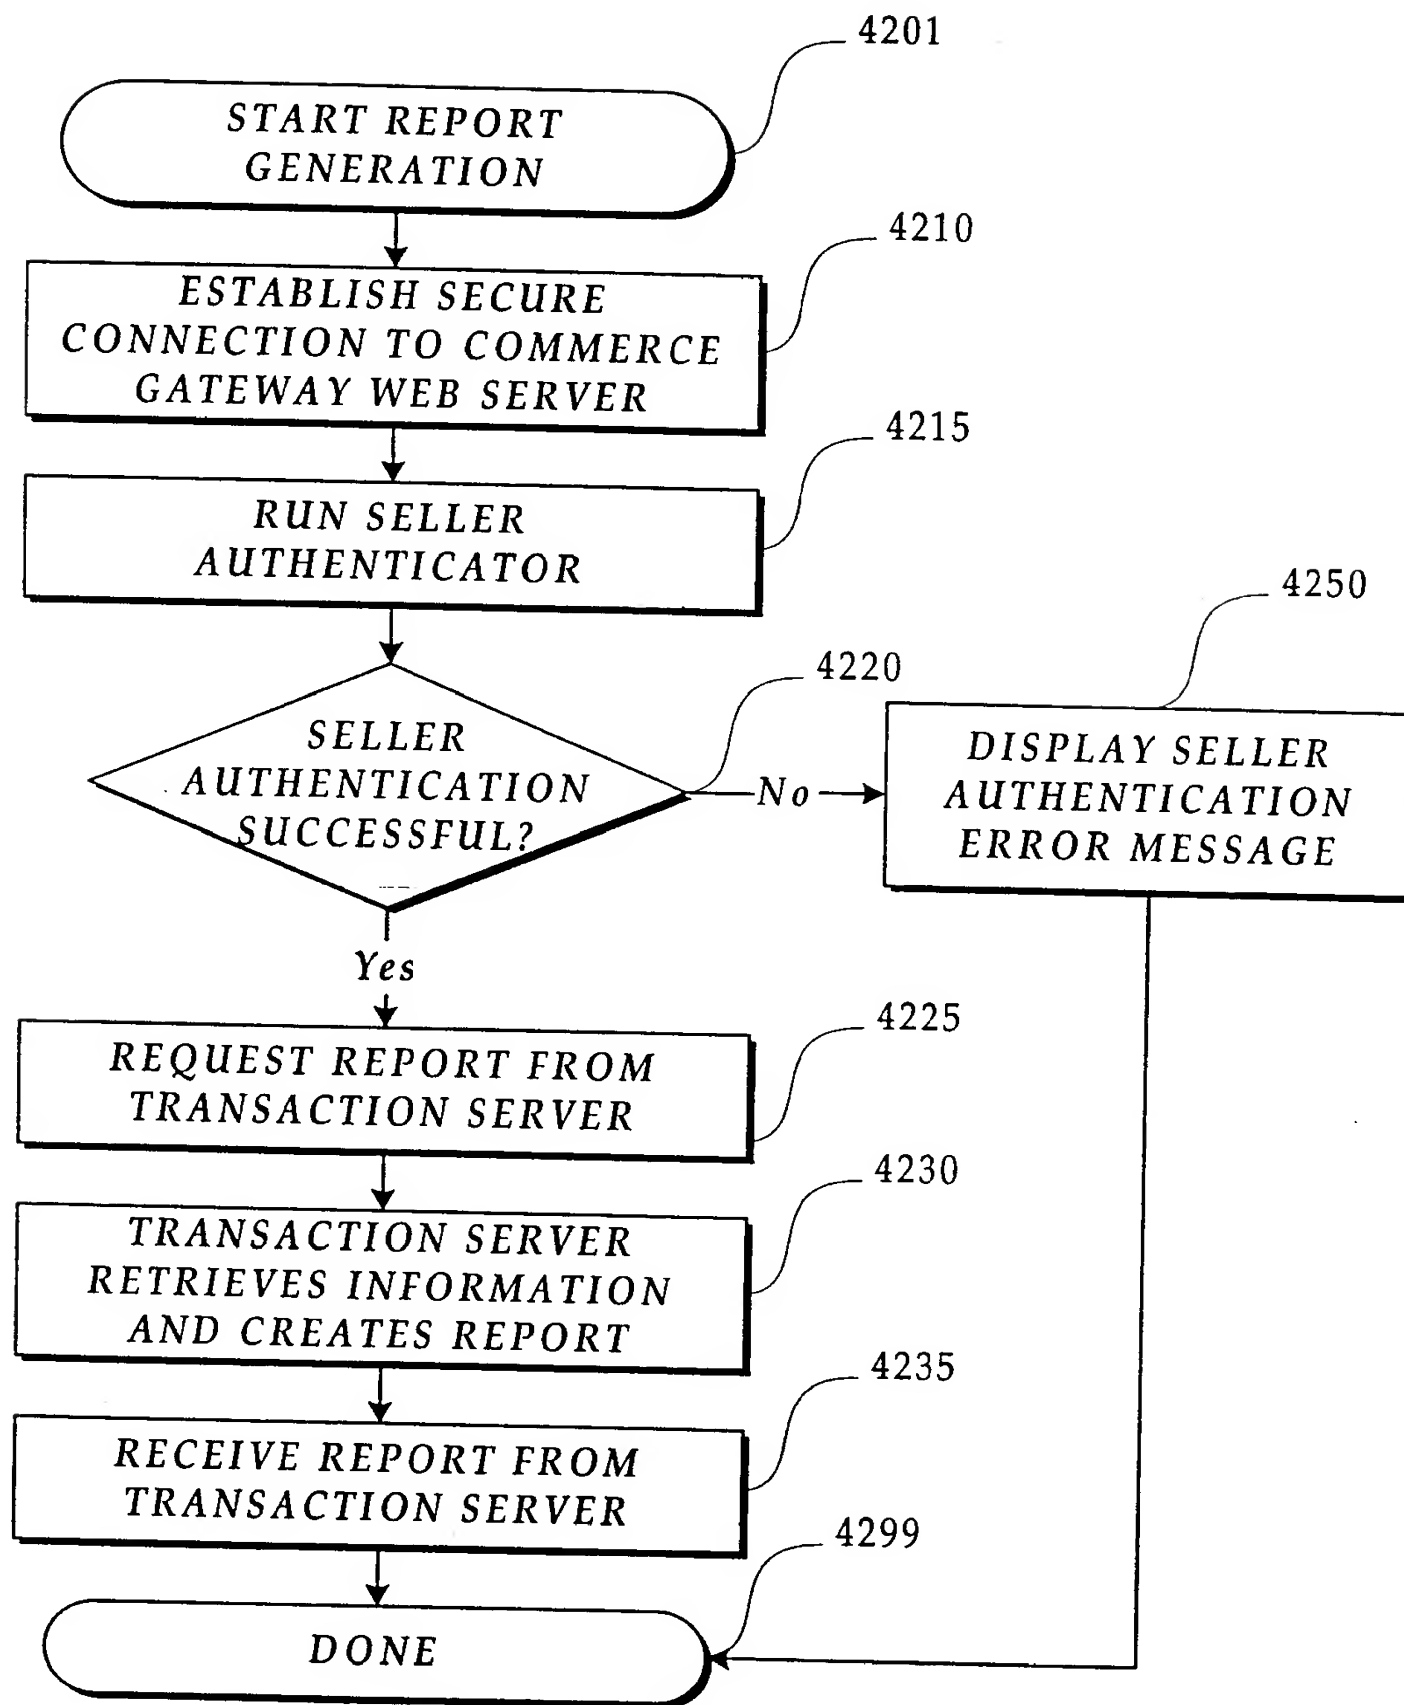 4201
START REPORT
GENERATION
4210
ESTABLISH SECURE
CONNECTION TO COMMERCE
GATEWAY WEB SERVER
4215
RUN SELLER
AUTHENTICATOR
4250
4220
SELLER
AUTHENTICATION
SUCCESSFUL?
No
DISPLAY SELLER
AUTHENTICATION
ERROR MESSAGE
Yes
4225
REQUEST REPORT FROM
TRANSACTION SERVER
4230
TRANSACTION SERVER
RETRIEVES INFORMATION
AND CREATES REPORT
4235
RECEIVE REPORT FROM
TRANSACTION SERVER
4299
DONE